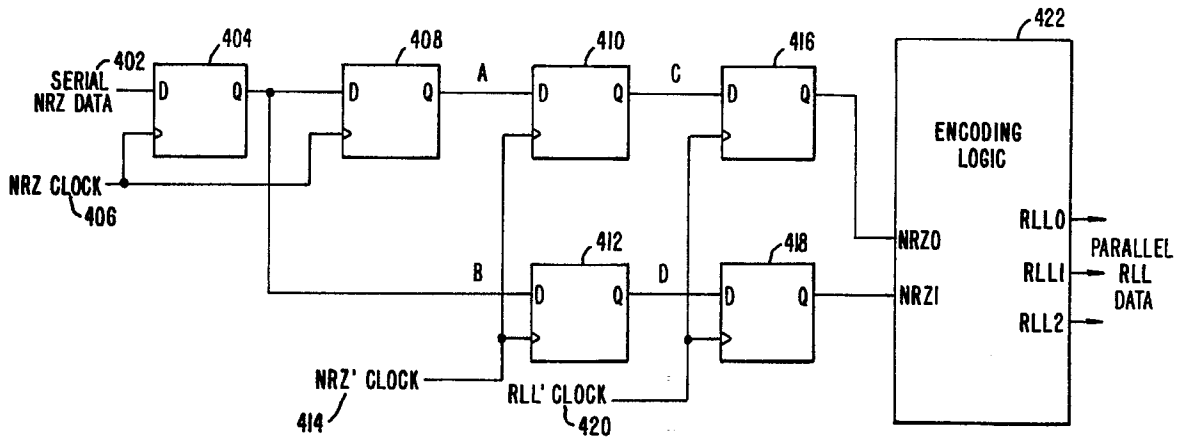 422
402
404
408
410
416
SERIAL
NRZ DATA
D Q
D Q
A
D Q
C
D Q
ENCODING
LOGIC
NRZ CLOCK
406
RLL0
NRZ0
PARALLEL
RLL
DATA
RLL1
NRZ1
RLL2
412
418
B
D Q
D
D Q
NRZ' CLOCK
414
RLL' CLOCK
420